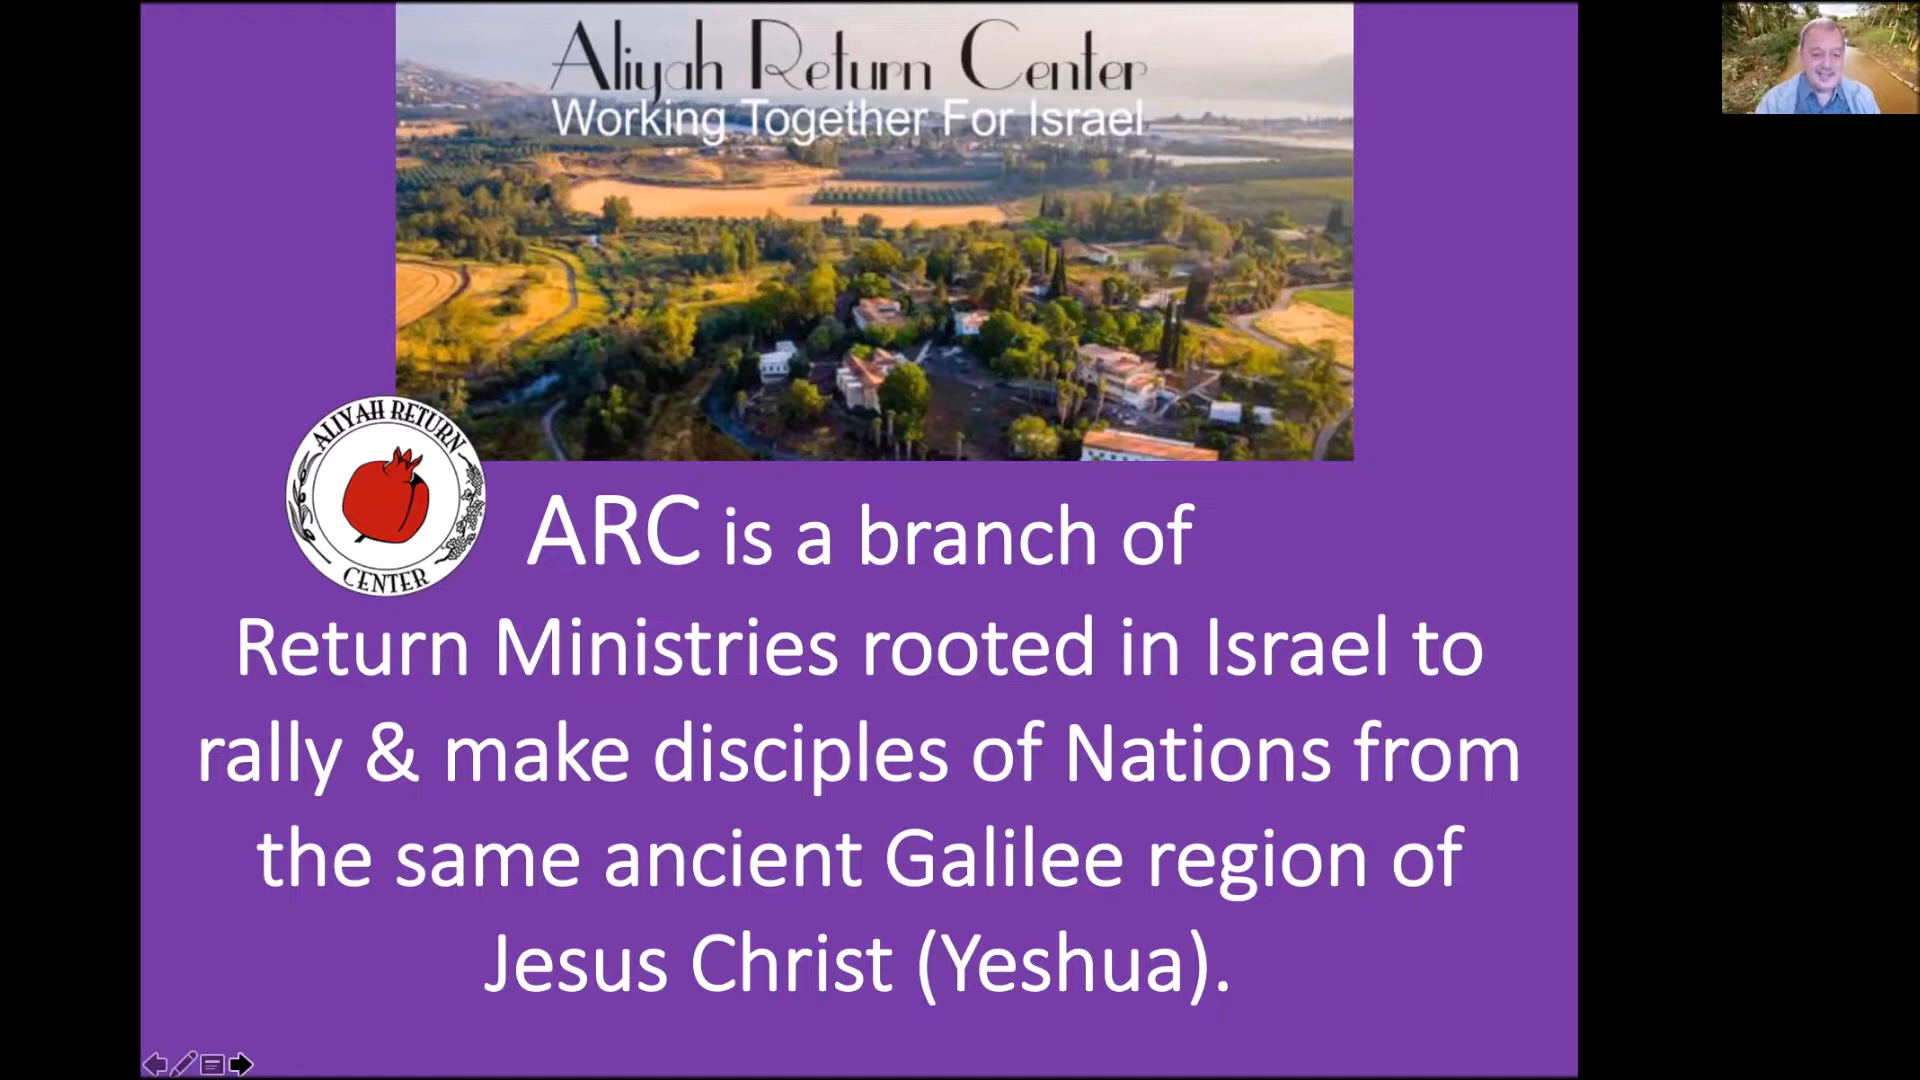 Aliyah Return Center
Working Together For Israel
ALIYAH RETURN
CENTER
ARC is a branch of
Return Ministries rooted in Israel to
rally & make disciples of Nations from
the same ancient Galilee region of
Jesus Christ (Yeshua).